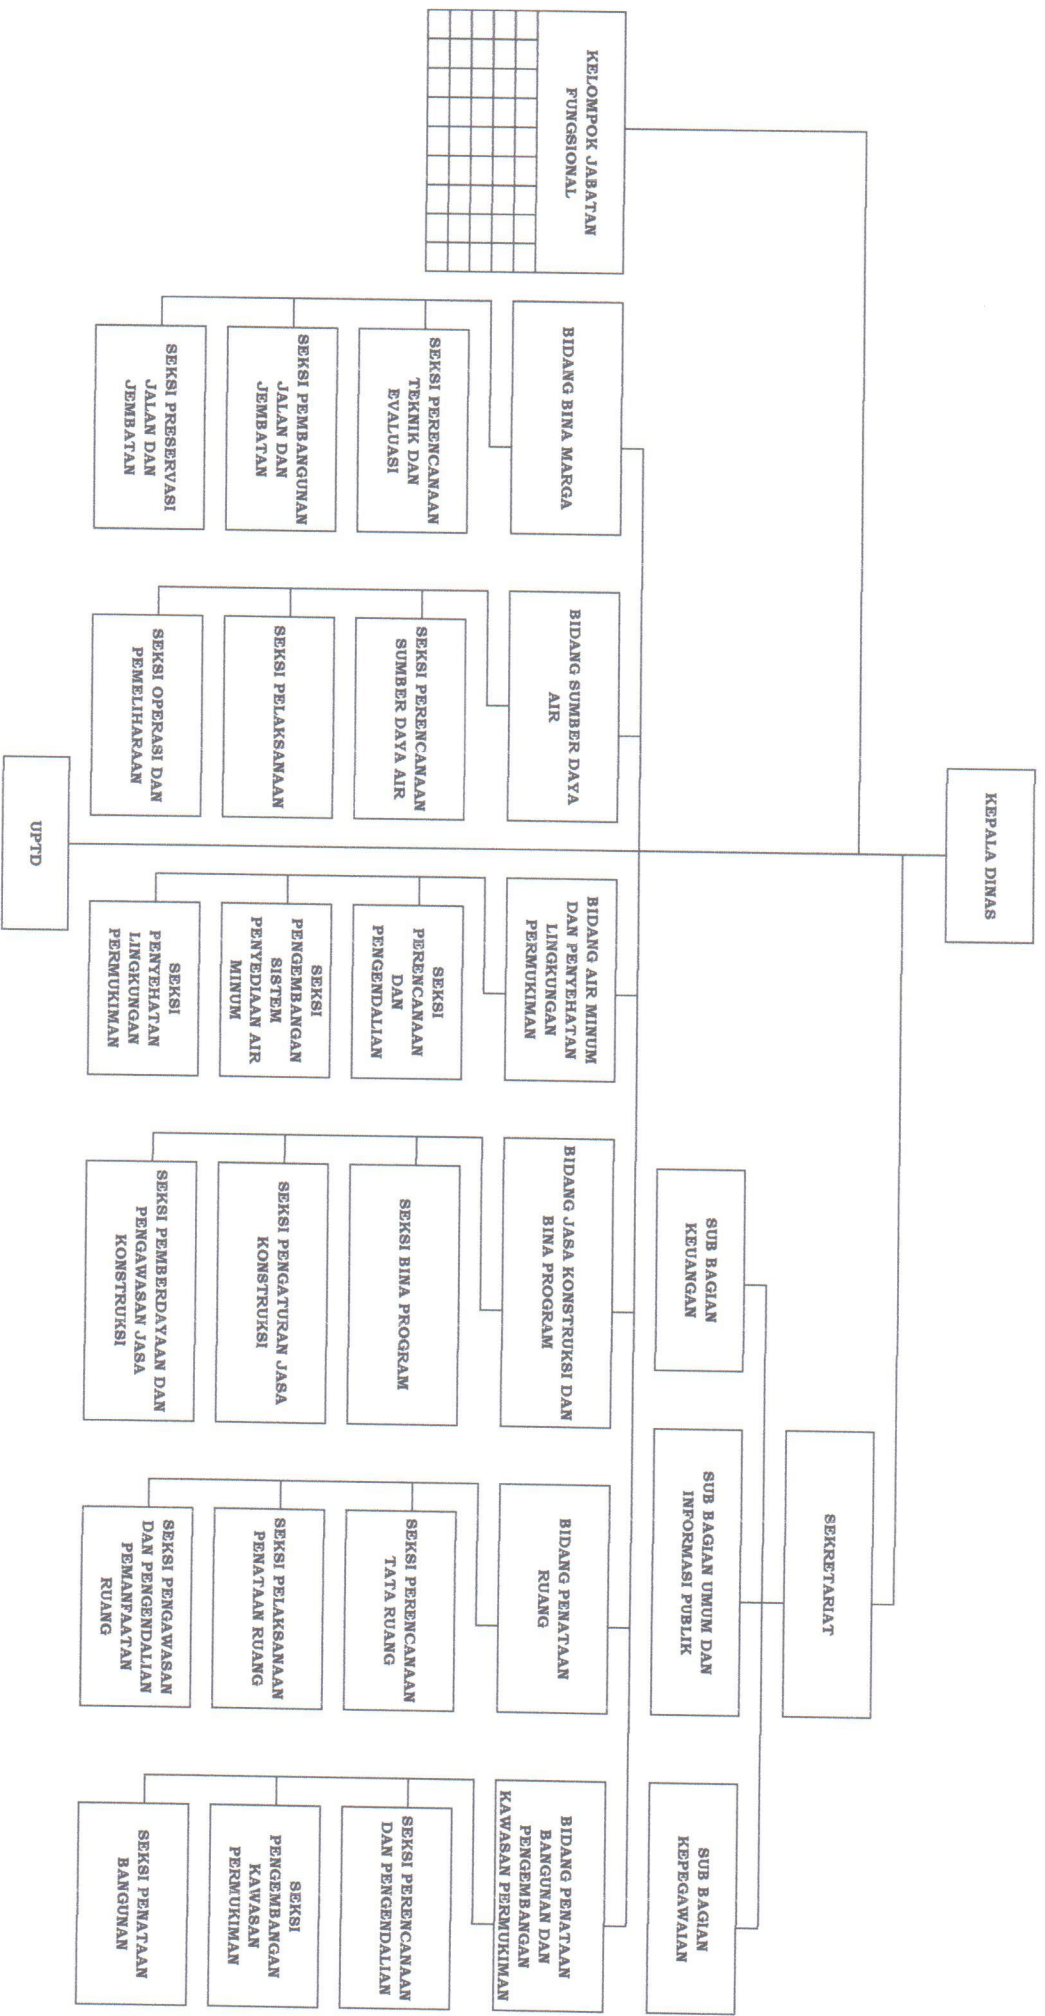 KEPALA DINAS
KELOMPOK JABATAN
FUNGSIONAL
SEKRETARIAT
SUB BAGIAN
KEUANGAN
SUB BAGIAN UMUM DAN
INFORMASI PUBLIK
SUB BAGIAN
KEPEGAWAIAN
BIDANG BINA MARGA
BIDANG SUMBER DAYA
AIR
BIDANG AIR MINUM
DAN PENYEHATAN
LINGKUNGAN
PERMUKIMAN
BIDANG JASA KONSTRUKSI DAN
BINA PROGRAM
BIDANG PENATAAN
RUANG
BIDANG PENATAAN
BANGUNAN DAN
PENGEMBANGAN
KAWASAN PERMUKIMAN
SEKSI PERENCANAAN
TEKNIK DAN
EVALUASI
SEKSI PERENCANAAN
SUMBER DAYA AIR
SEKSI
PERENCANAAN
DAN
PENGENDALIAN
SEKSI BINA PROGRAM
SEKSI PERENCANAAN
TATA RUANG
SEKSI PERENCANAAN
DAN PENGENDALIAN
SEKSI PEMBANGUNAN
JALAN DAN
JEMBATAN
SEKSI PELAKSANAAN
SEKSI
PENGEMBANGAN
SISTEM
PENYEDIAAN AIR
MINUM
SEKSI PENGATURAN JASA
KONSTRUKSI
SEKSI PELAKSANAAN
PENATAAN RUANG
SEKSI
PENGEMBANGAN
KAWASAN
PERMUKIMAN
SEKSI PRESERVASI
JALAN DAN
JEMBATAN
SEKSI OPERASI DAN
PEMELIHARAAN
SEKSI
PENYEHATAN
LINGKUNGAN
PERMUKIMAN
SEKSI PEMBERDAYAAN DAN
PENGAWASAN JASA
KONSTRUKSI
SEKSI PENGAWASAN
DAN PENGENDALIAN
PEMANFAATAN
RUANG
SEKSI PENATAAN
BANGUNAN
UPTD